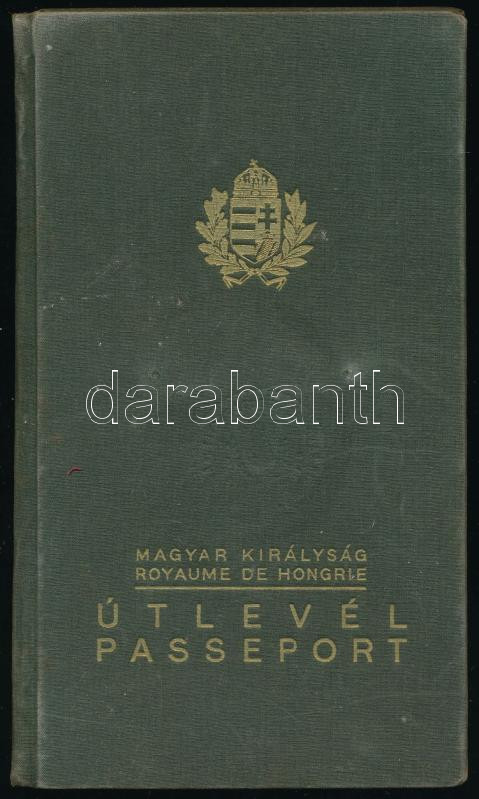 darabanth
MAGYAR KIRÁLYSÁG
ROYAUME DE HONGRIE
ÚTLEVÉL
PASSEPORT